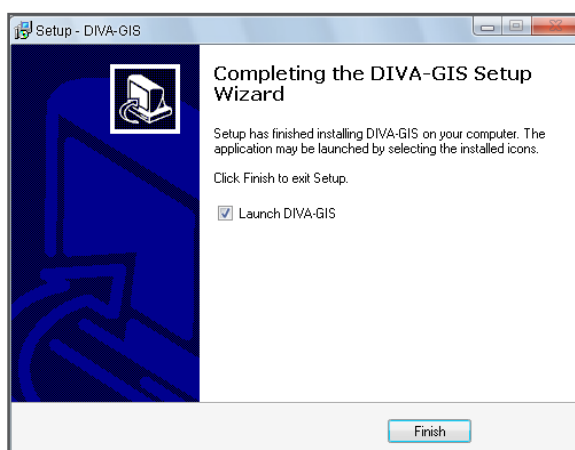 Setup - DIVA-GIS
Completing the DIVA-GIS Setup
Wizard
Setup has finished installing DIVA-GIS on your computer. The
application may be launched by selecting the installed icons.
Click Finish to exit Setup.
Launch DIVA-GIS
Finish